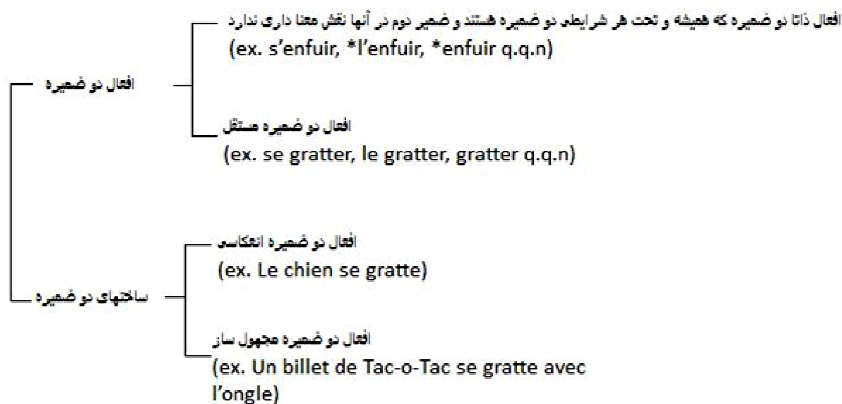 افعال ذاتا دو ضمیره که همیشه و تحت هر شرایطی دو ضمیره هستند و ضمیر دوم در آنها نقش معنا داری ندارد
(ex. s'enfuir, *l'enfuir, *enfuir q.q.n)
افعال دو ضمیره
افعال دو ضمیره مستقل
(ex. se gratter, le gratter, gratter q.q.n)
افعال دو ضمیره انعکاسی
(ex. Le chien se gratte)
ساختهای دو ضمیره
افعال دو ضمیره مجهول ساز
(ex. Un billet de Tac-o-Tac se gratte avec
l'ongle)